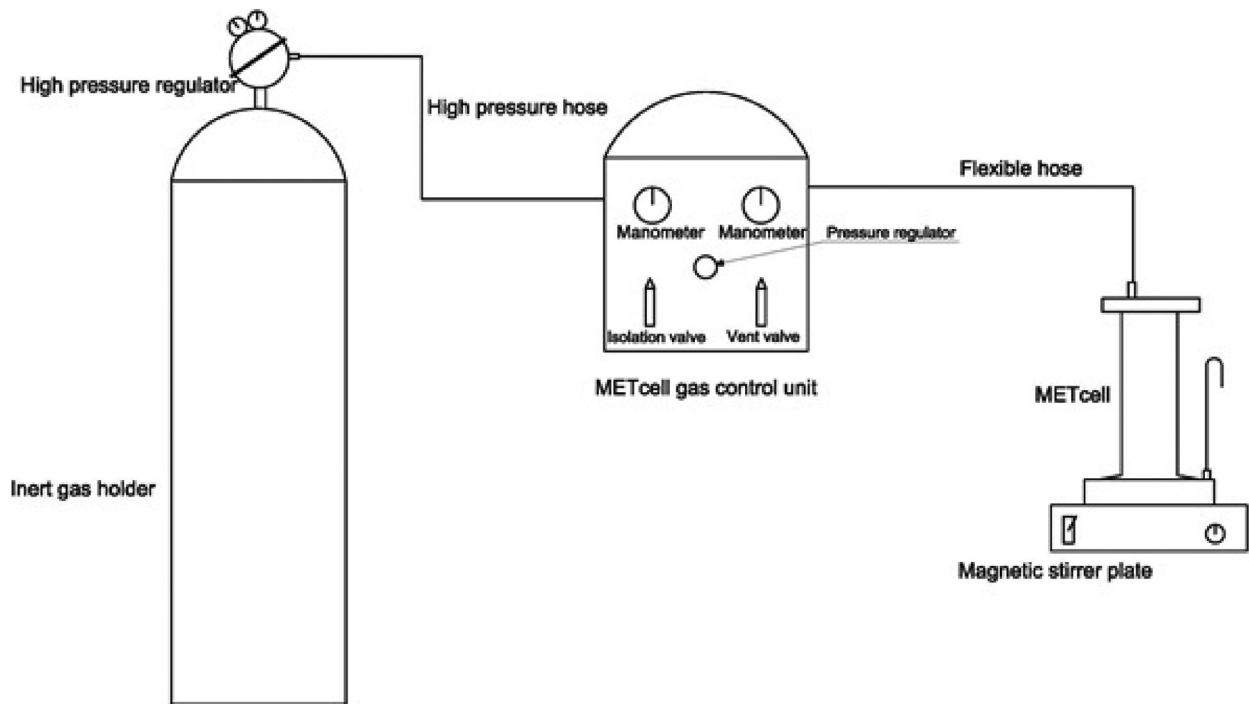 High pressure regulator
High pressure hose
Flexible hose
Manometer
Manometer
Pressure regulator
Isolation valve
Vent valve
METcell gas control unit
METcell
Inert gas holder
Magnetic stirrer plate